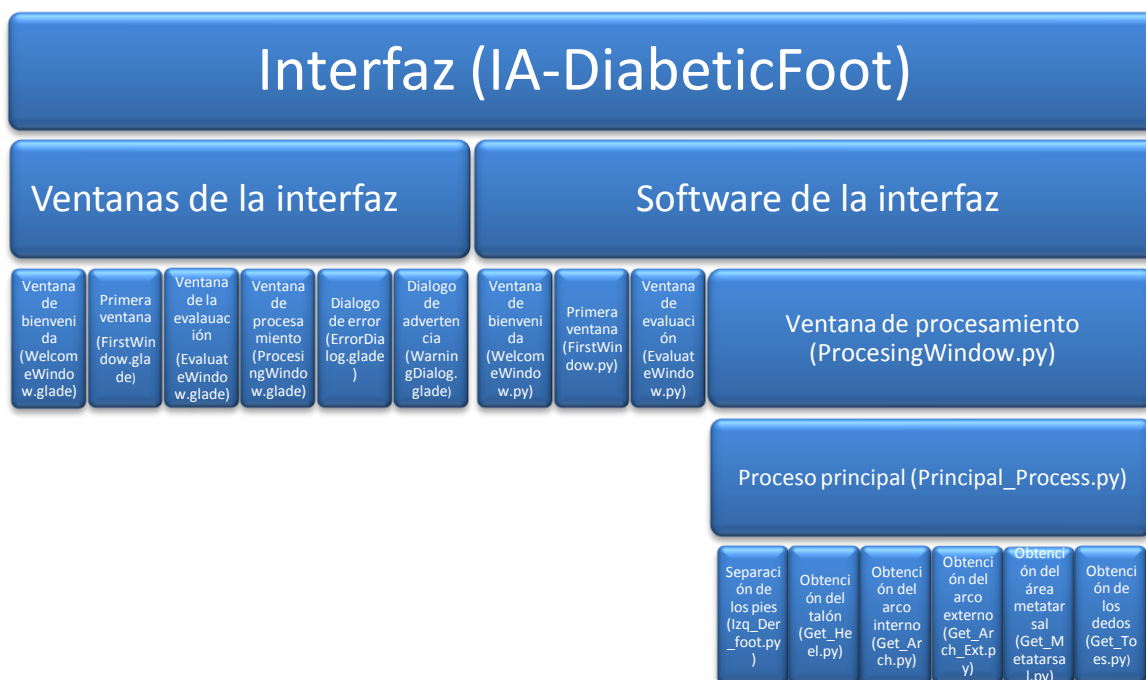 Interfaz (IA-DiabeticFoot)
Ventanas de la interfaz
Software de la interfaz
Ventana
de
bienveni
da
(Welcom
eWindo
w.glade)
Primera
ventana
(FirstWin
dow.gla
de)
Ventana
de la
evalauac
ión
(Evaluat
eWindo
w.glade)
Ventana
de
procesa
miento
(Procesi
ngWindo
w.glade)
Dialogo
de error
(ErrorDia
log.glade
)
Dialogo
de
adverten
cia
(Warnin
gDialog.
glade)
Ventana
de
bienveni
da
(Welcom
eWindo
w.py)
Primera
ventana
(FirstWin
dow.py)
Ventana
de
evaluaci
ón
(Evaluat
eWindo
w.py)
Ventana de procesamiento
(ProcesingWindow.py)
Proceso principal (Principal_Process.py)
Separaci
ón de
los pies
(Izq_Der
_foot.py
)
Obtenci
ón del
talón
(Get_He
el.py)
Obtenci
ón del
arco
interno
(Get_Ar
ch.py)
Obtenci
ón del
arco
externo
(Get_Ar
ch_Ext.p
y)
Obtenci
ón del
área
metatar
sal
(Get_M
etatarsa
l.py)
Obtenci
ón de
los
dedos
(Get_To
es.py)